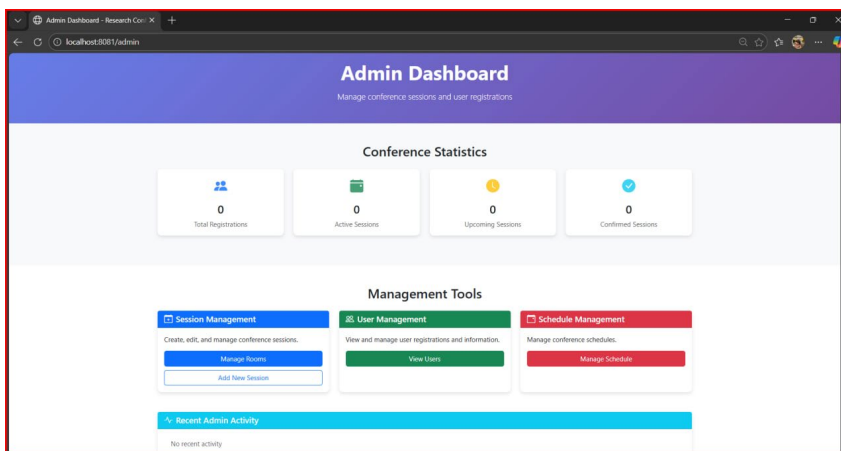 Admin Dashboard - Research Con
localhost:8081/admin
Admin Dashboard
Manage conference sessions and user registrations
Conference Statistics
0 0 0 0
Total Registrations Active Sessions Upcoming Sessions Confirmed Sessions
Management Tools
Session Management User Management Schedule Management
Create, edit, and manage conference sessions. View and manage user registrations and information. Manage conference schedules.
Manage Rooms View Users Manage Schedule
Add New Session
Recent Admin Activity
No recent activity